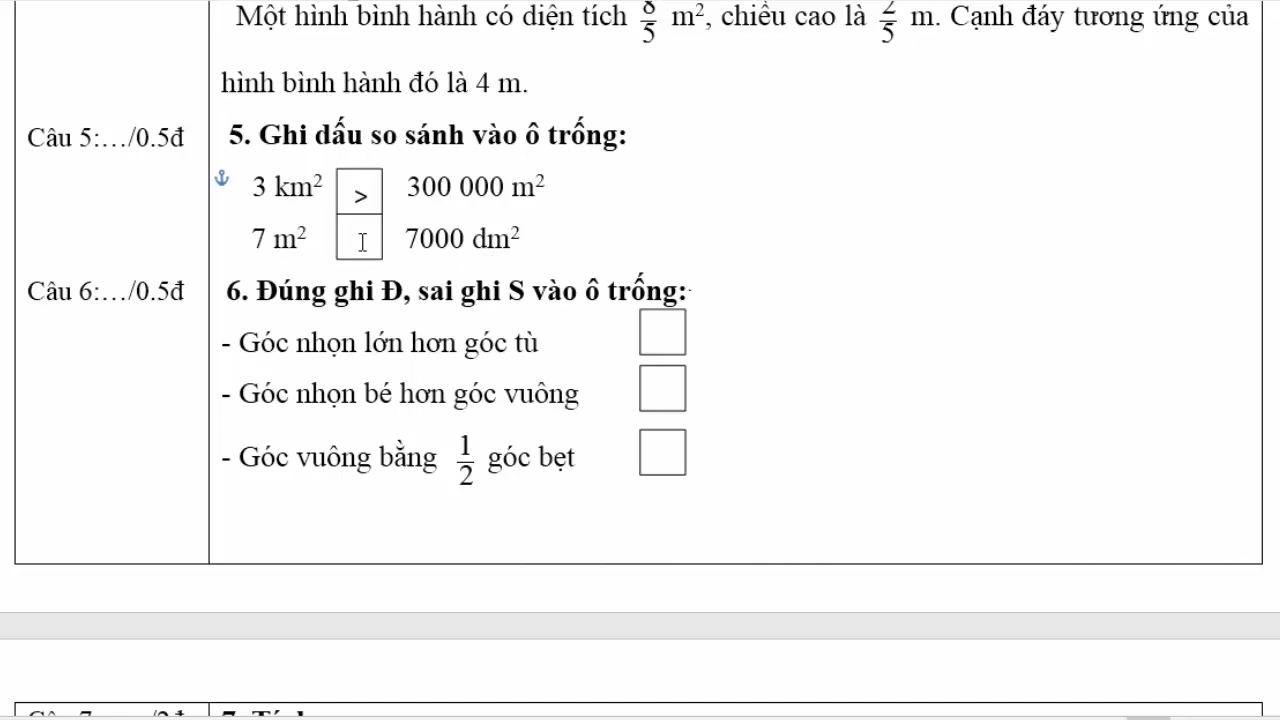 Một hình bình hành có diện tích 8/5 m², chiều cao là 2/5 m. Cạnh đáy tương ứng của
hình bình hành đó là 4 m.
Câu 5:…/0.5đ
5. Ghi dấu so sánh vào ô trống:
3 km² > 300 000 m²
7 m² 7000 dm²
Câu 6:…/0.5đ
6. Đúng ghi Đ, sai ghi S vào ô trống:
- Góc nhọn lớn hơn góc tù
- Góc nhọn bé hơn góc vuông
- Góc vuông bằng 1/2 góc bẹt